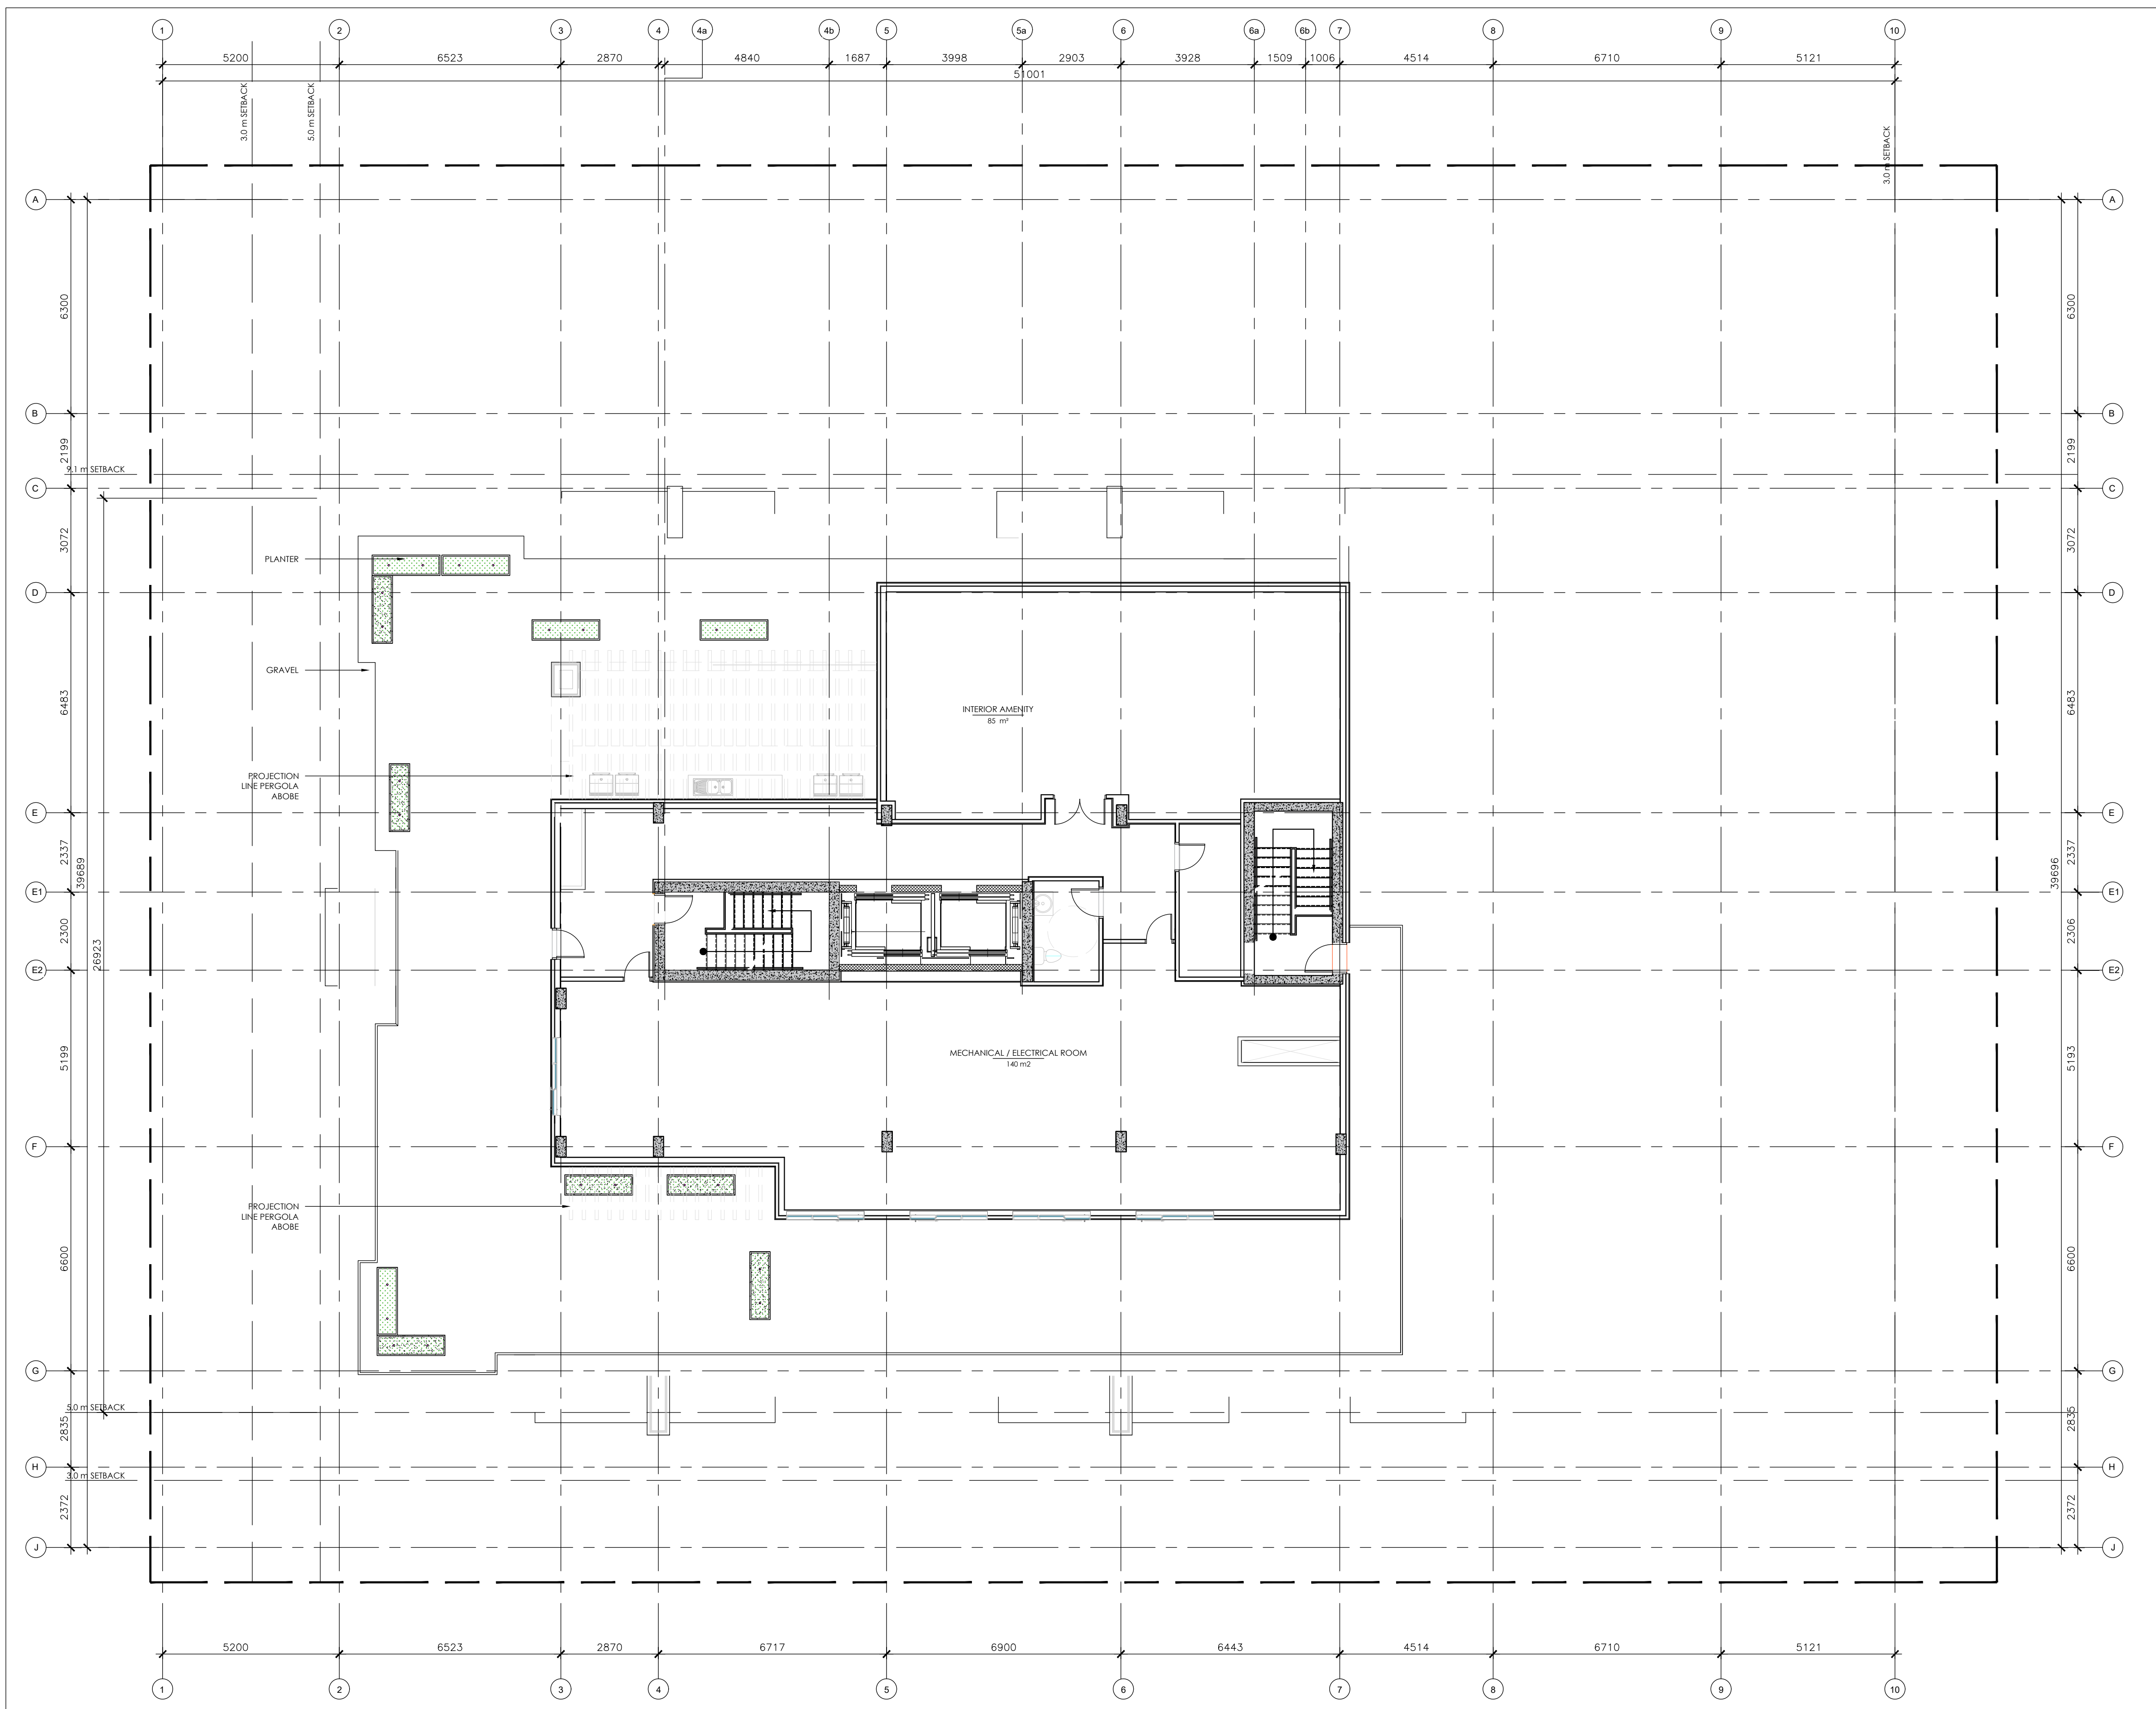 1 2 3 4 4a 4b 5 5a 6 6a 6b 7 8 9 10
5200 6523 2870 4840 1687 3998 2903 3928 1509 1006 4514 6710 5121
51001
3.0 m SETBACK
5.0 m SETBACK
3.0 m SETBACK
A A
6300 6300
B B
2199 2199
9.1 m SETBACK
C C
3072 3072
PLANTER
D D
GRAVEL
6483 6483
INTERIOR AMENITY
85 m²
PROJECTION
LINE PERGOLA
ABOBE
E E
2337 2337
39689 39696
E1 E1
2300 2306
26923
E2 E2
5199 5193
MECHANICAL / ELECTRICAL ROOM
140 m2
F F
PROJECTION
LINE PERGOLA
ABOBE
6600 6600
G G
5.0 m SETBACK
2835 2835
H H
3.0 m SETBACK
2372 2372
J J
5200 6523 2870 6717 6900 6443 4514 6710 5121
1 2 3 4 5 6 7 8 9 10